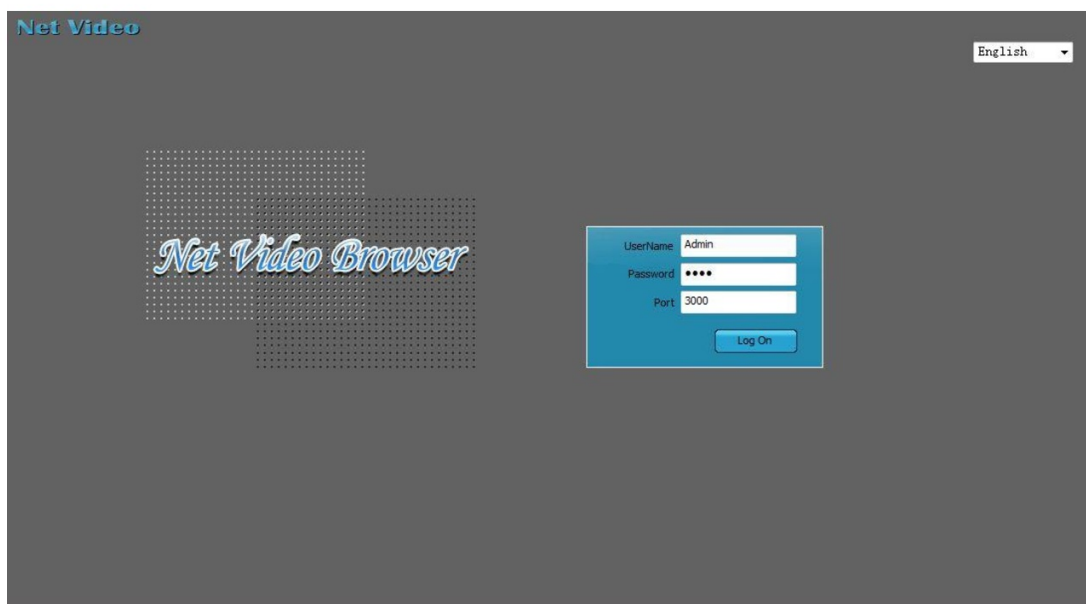 Net Video
English
Net Video Browser
UserName Admin
Password ••••
Port 3000
Log On